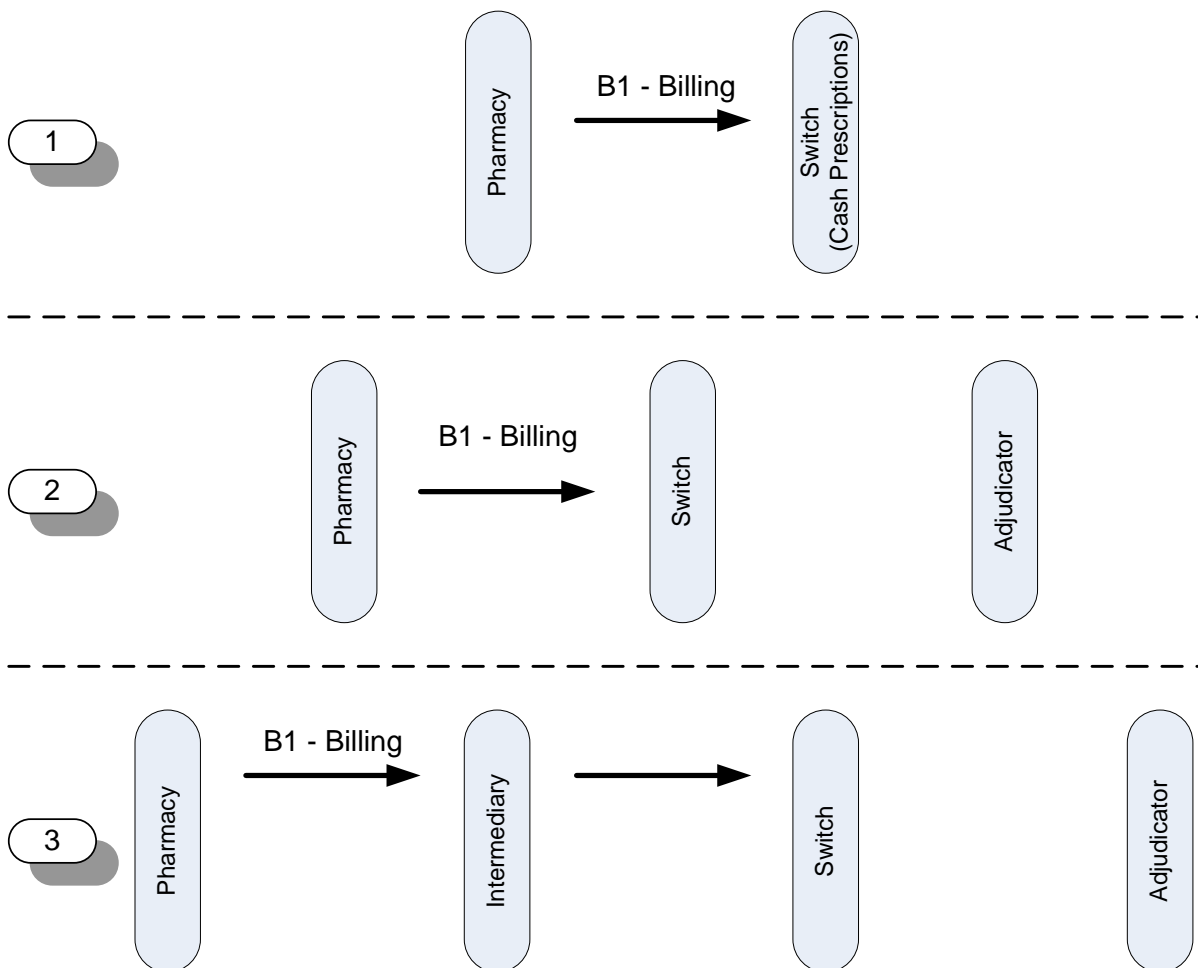 1
Pharmacy
B1 - Billing
Switch
(Cash Prescriptions)
2
Pharmacy
B1 - Billing
Switch
Adjudicator
3
Pharmacy
B1 - Billing
Intermediary
Switch
Adjudicator